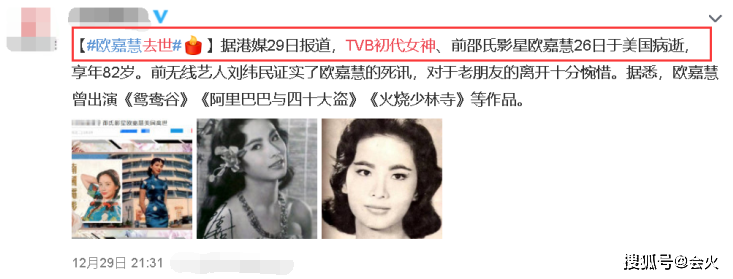 【#欧嘉慧去世#】据港媒29日报道，TVB初代女神、前邵氏影星欧嘉慧26日于美国病逝，
享年82岁。前无线艺人刘纬民证实了欧嘉慧的死讯，对于老朋友的离开十分惋惜。据悉，欧嘉慧
曾出演《鸳鸯谷》《阿里巴巴与四十大盗》《火烧少林寺》等作品。
12月29日 21:31
搜狐号@会火